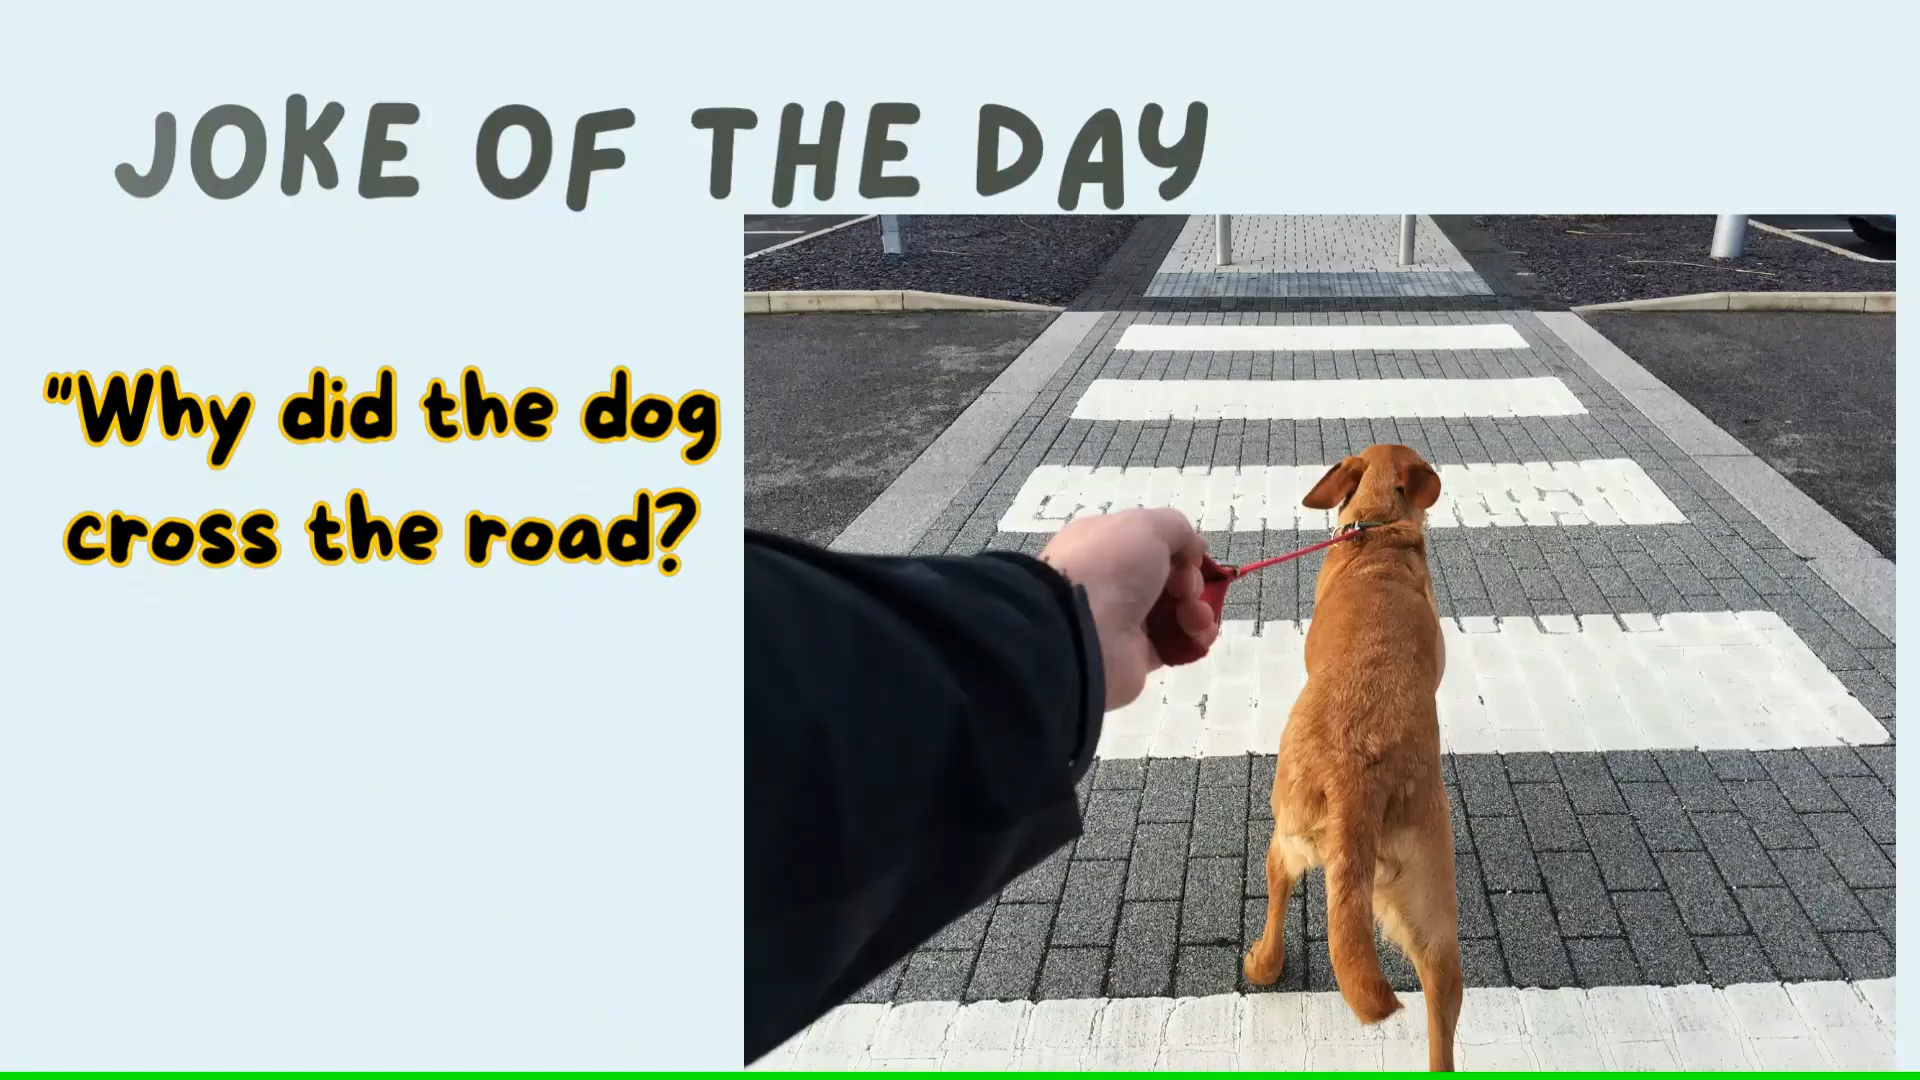 JOKE OF THE DAY
"Why did the dog
cross the road?